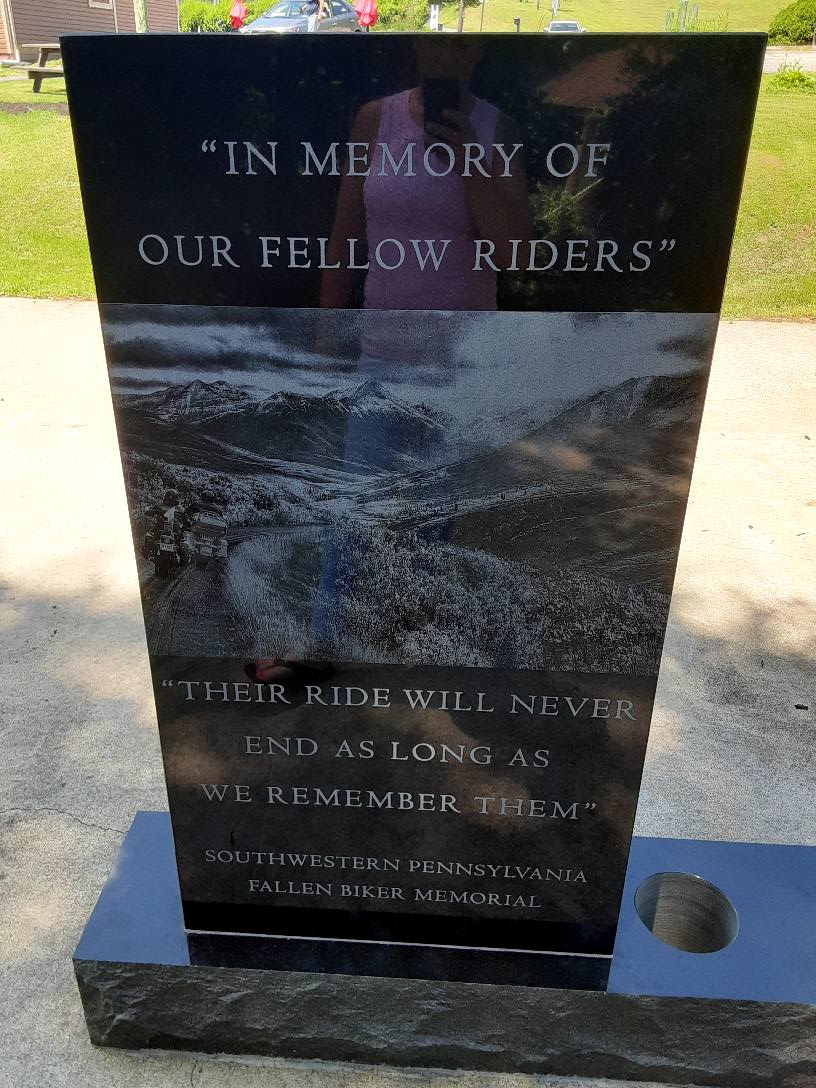 “IN MEMORY OF
OUR FELLOW RIDERS”
“THEIR RIDE WILL NEVER
END AS LONG AS
WE REMEMBER THEM”
SOUTHWESTERN PENNSYLVANIA
FALLEN BIKER MEMORIAL